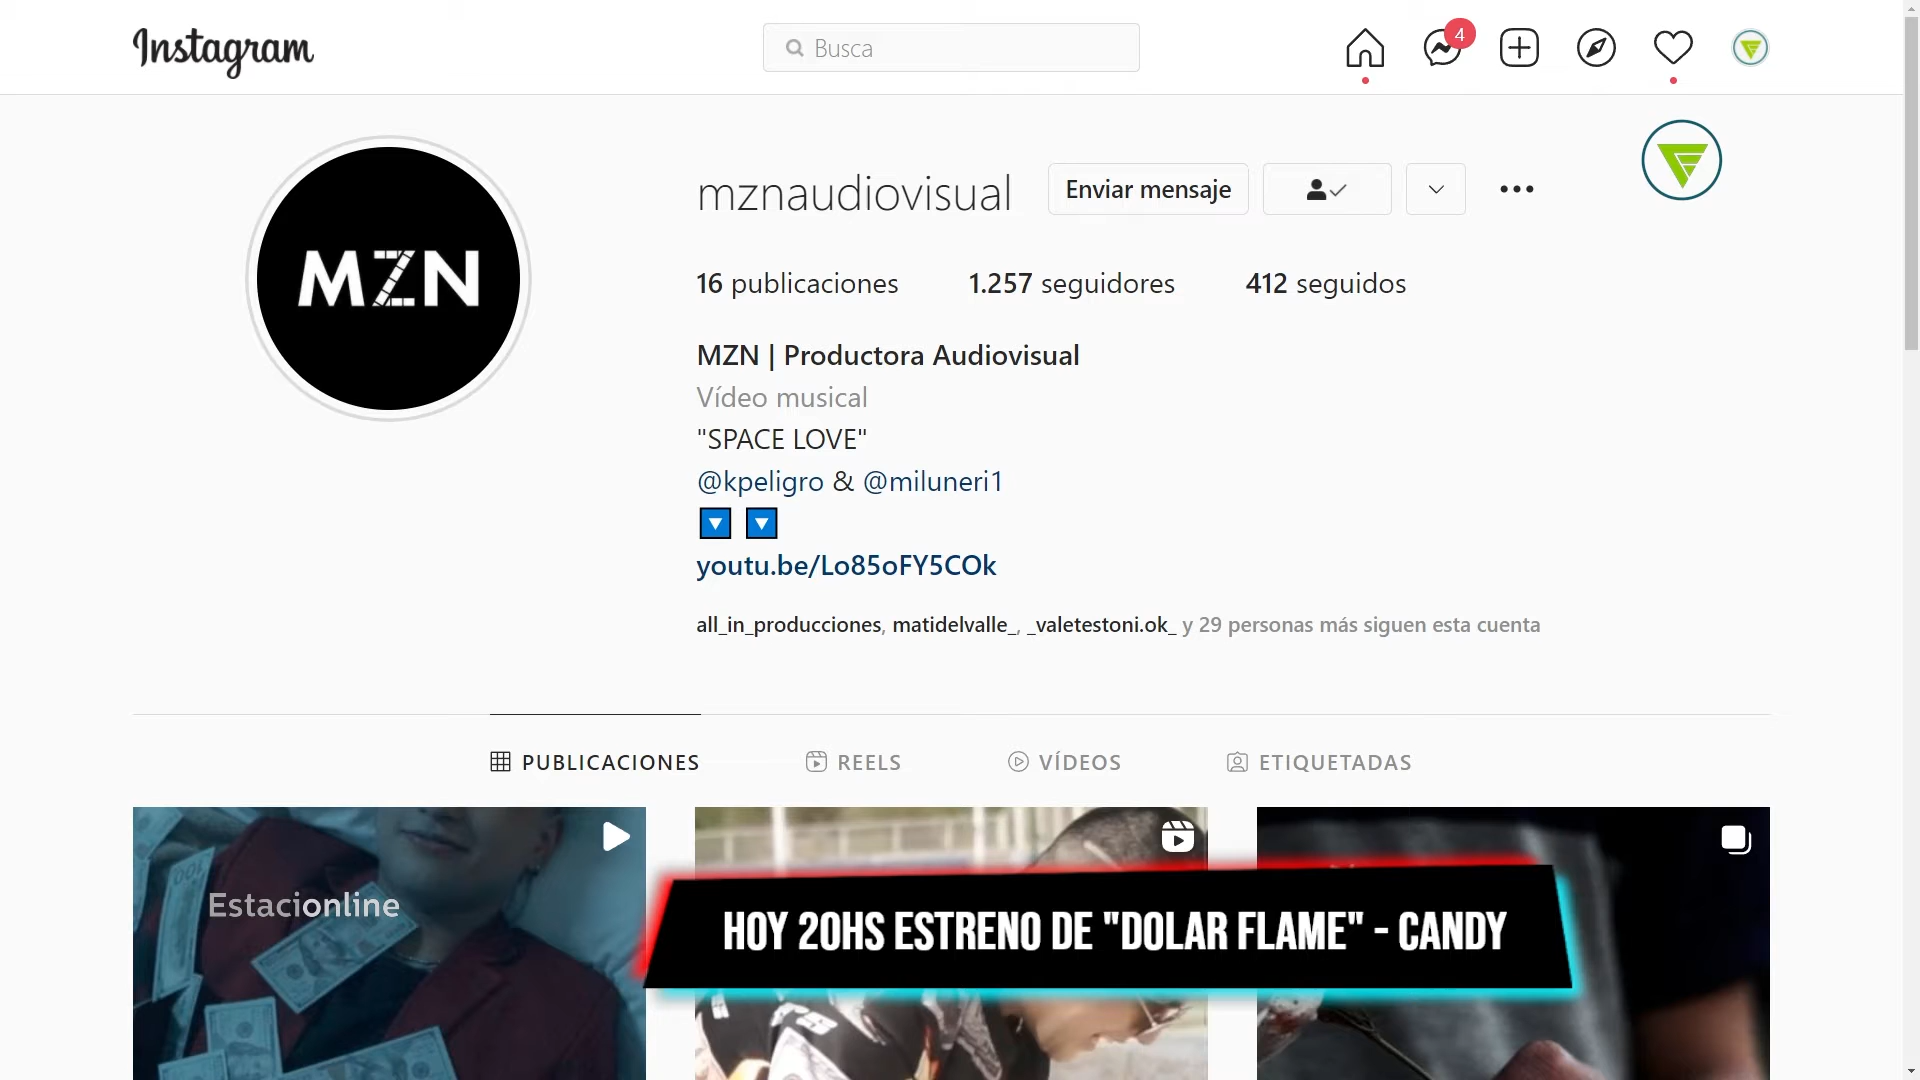 Instagram
Busca
4
mznaudiovisual
Enviar mensaje
MZN
16 publicaciones
1.257 seguidores
412 seguidos
MZN | Productora Audiovisual
Vídeo musical
"SPACE LOVE"
@kpeligro & @miluneri1
youtu.be/Lo85oFY5COk
all_in_producciones, matidelvalle_, _valetestoni.ok_ y 29 personas más siguen esta cuenta
PUBLICACIONES
REELS
VÍDEOS
ETIQUETADAS
100
Estacionline
HOY 20HS ESTRENO DE "DOLAR FLAME" - CANDY